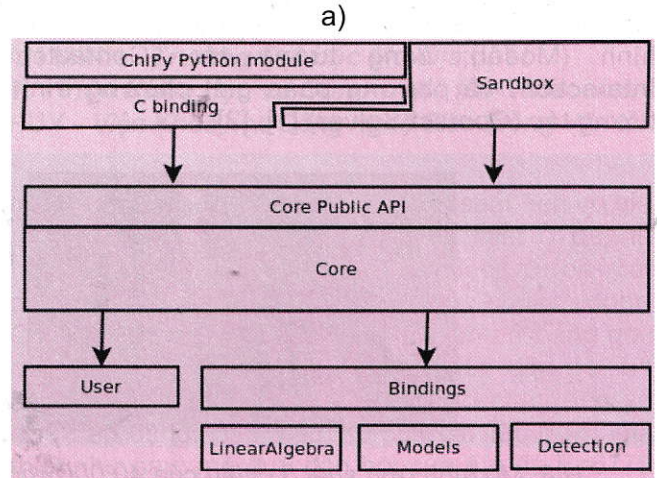 a)
ChIPy Python module
Sandbox
C binding
Core Public API
Core
User
Bindings
LinearAlgebra
Models
Detection